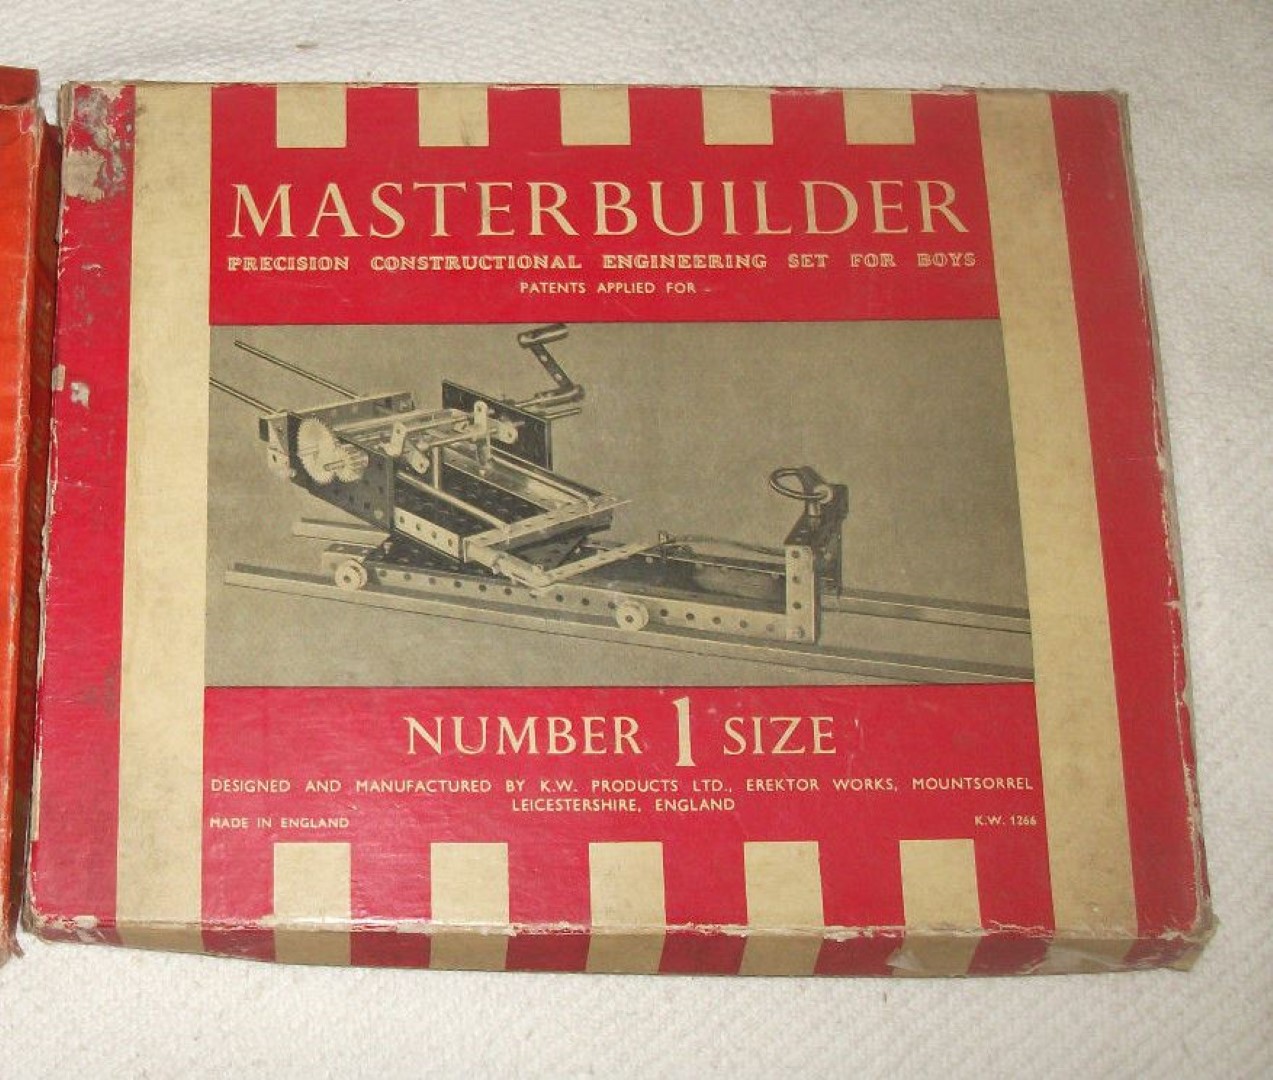 MASTERBUILDER
PRECISION CONSTRUCTIONAL ENGINEERING SET FOR BOYS
PATENTS APPLIED FOR
NUMBER 1 SIZE
DESIGNED AND MANUFACTURED BY K.W. PRODUCTS LTD., EREKTOR WORKS, MOUNTSORREL
LEICESTERSHIRE, ENGLAND
MADE IN ENGLAND
K.W. 1266